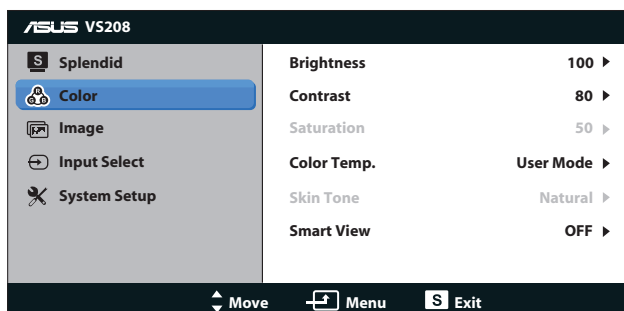 ASUS VS208
S Splendid
Color
Image
Input Select
System Setup
Brightness 100
Contrast 80
Saturation 50
Color Temp. User Mode
Skin Tone Natural
Smart View OFF
Move Menu S Exit